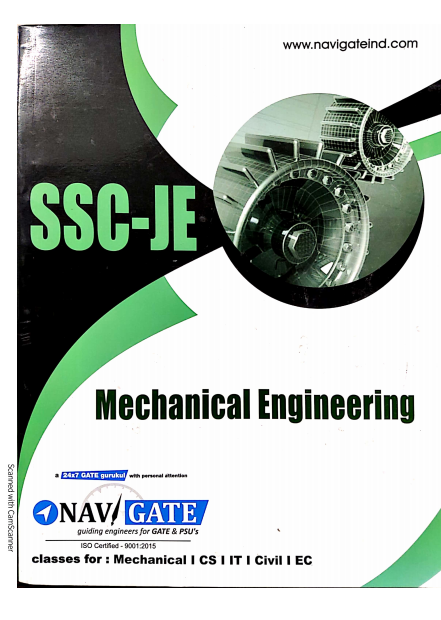 www.navigateind.com
SSC-JE
Mechanical Engineering
a 24x7 GATE gurukul with personal attention
NAVIGATE
guiding engineers for GATE & PSU's
ISO Certified - 9001:2015
classes for : Mechanical I CS I IT I Civil I EC
Scanned with CamScanner